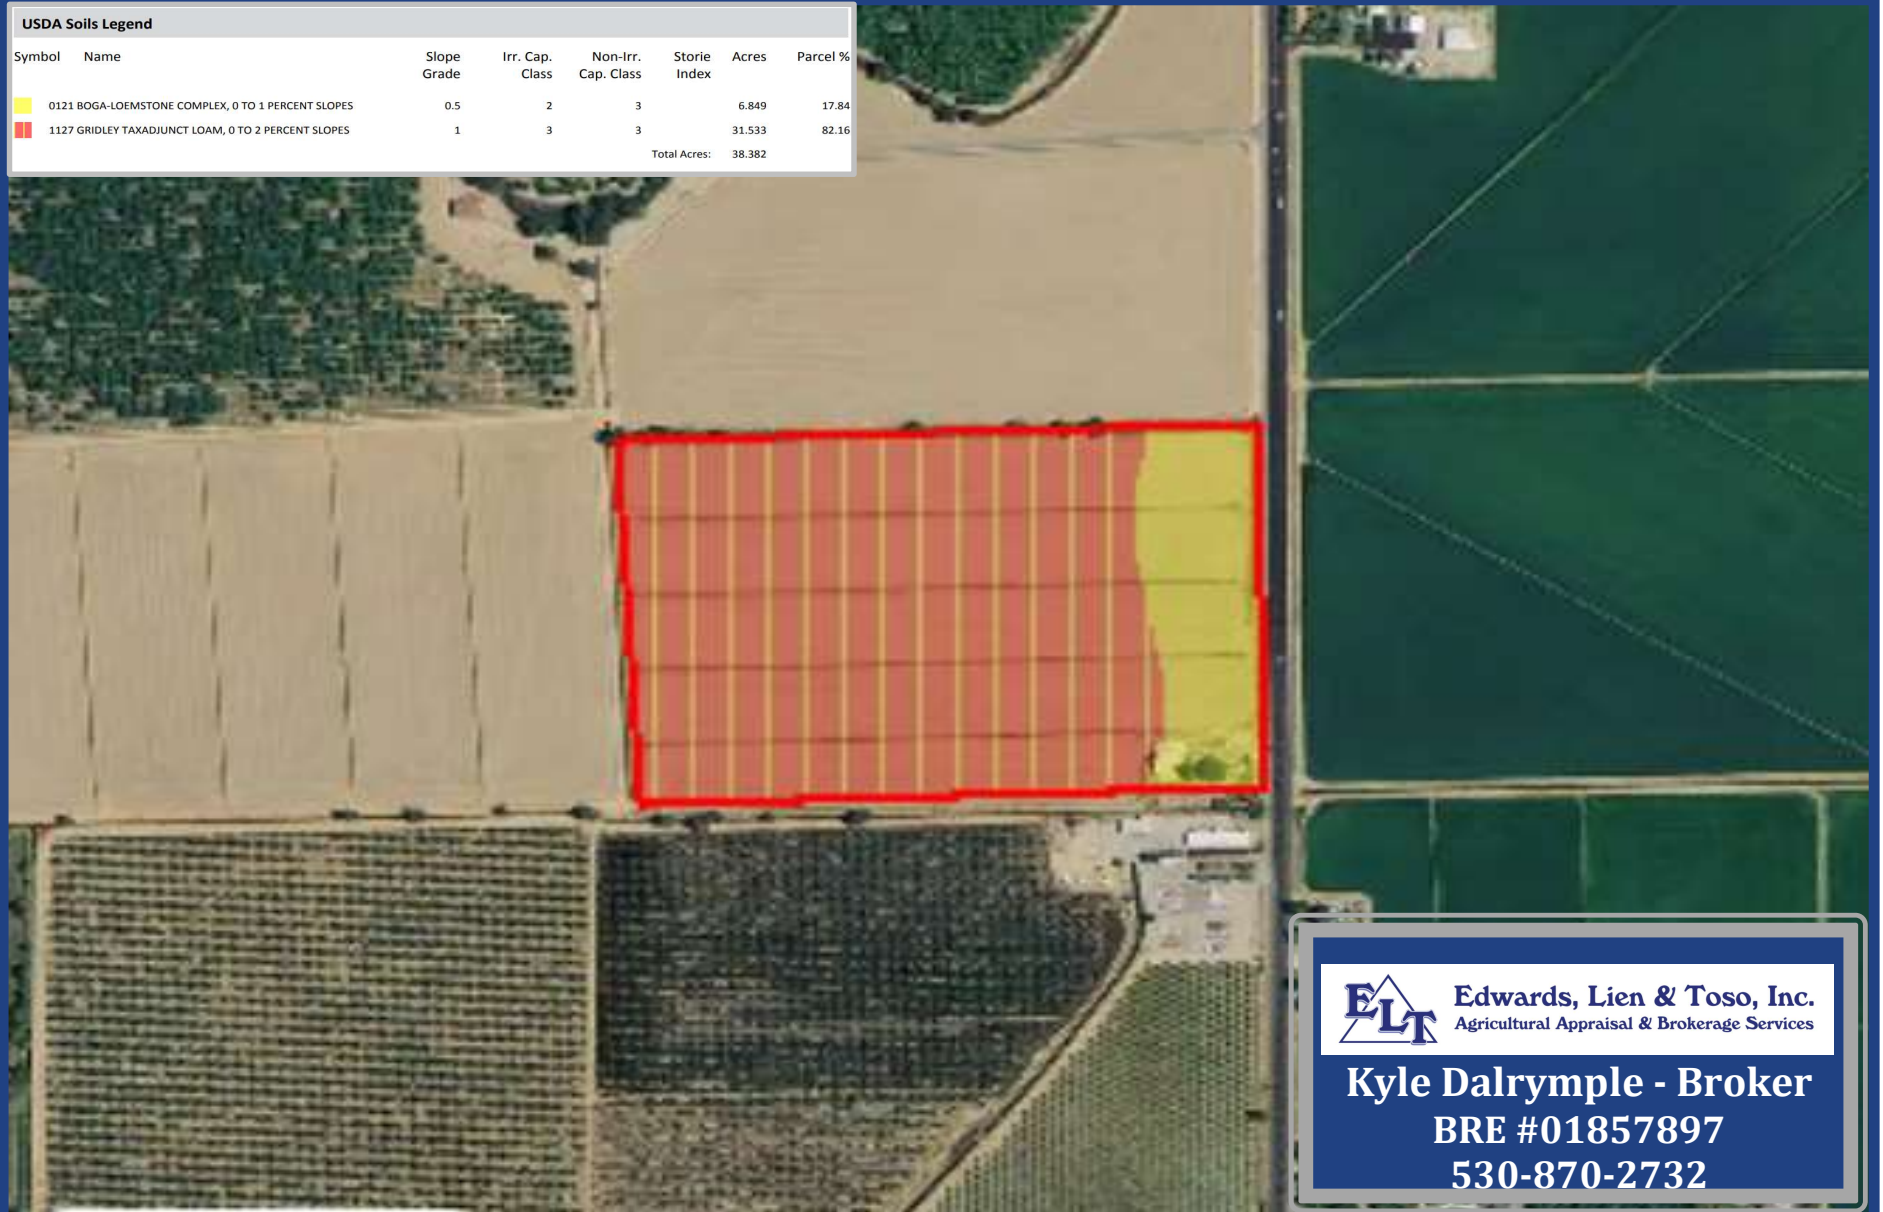 USDA Soils Legend
Symbol Name Slope Grade Irr. Cap. Class Non-Irr. Cap. Class Storie Index Acres Parcel %
0121 BOGA-LOEMSTONE COMPLEX, 0 TO 1 PERCENT SLOPES 0.5 2 3 6.849 17.84
1127 GRIDLEY TAXADJUNCT LOAM, 0 TO 2 PERCENT SLOPES 1 3 3 31.533 82.16
Total Acres: 38.382
ELT
Edwards, Lien & Toso, Inc.
Agricultural Appraisal & Brokerage Services
Kyle Dalrymple - Broker
BRE #01857897
530-870-2732